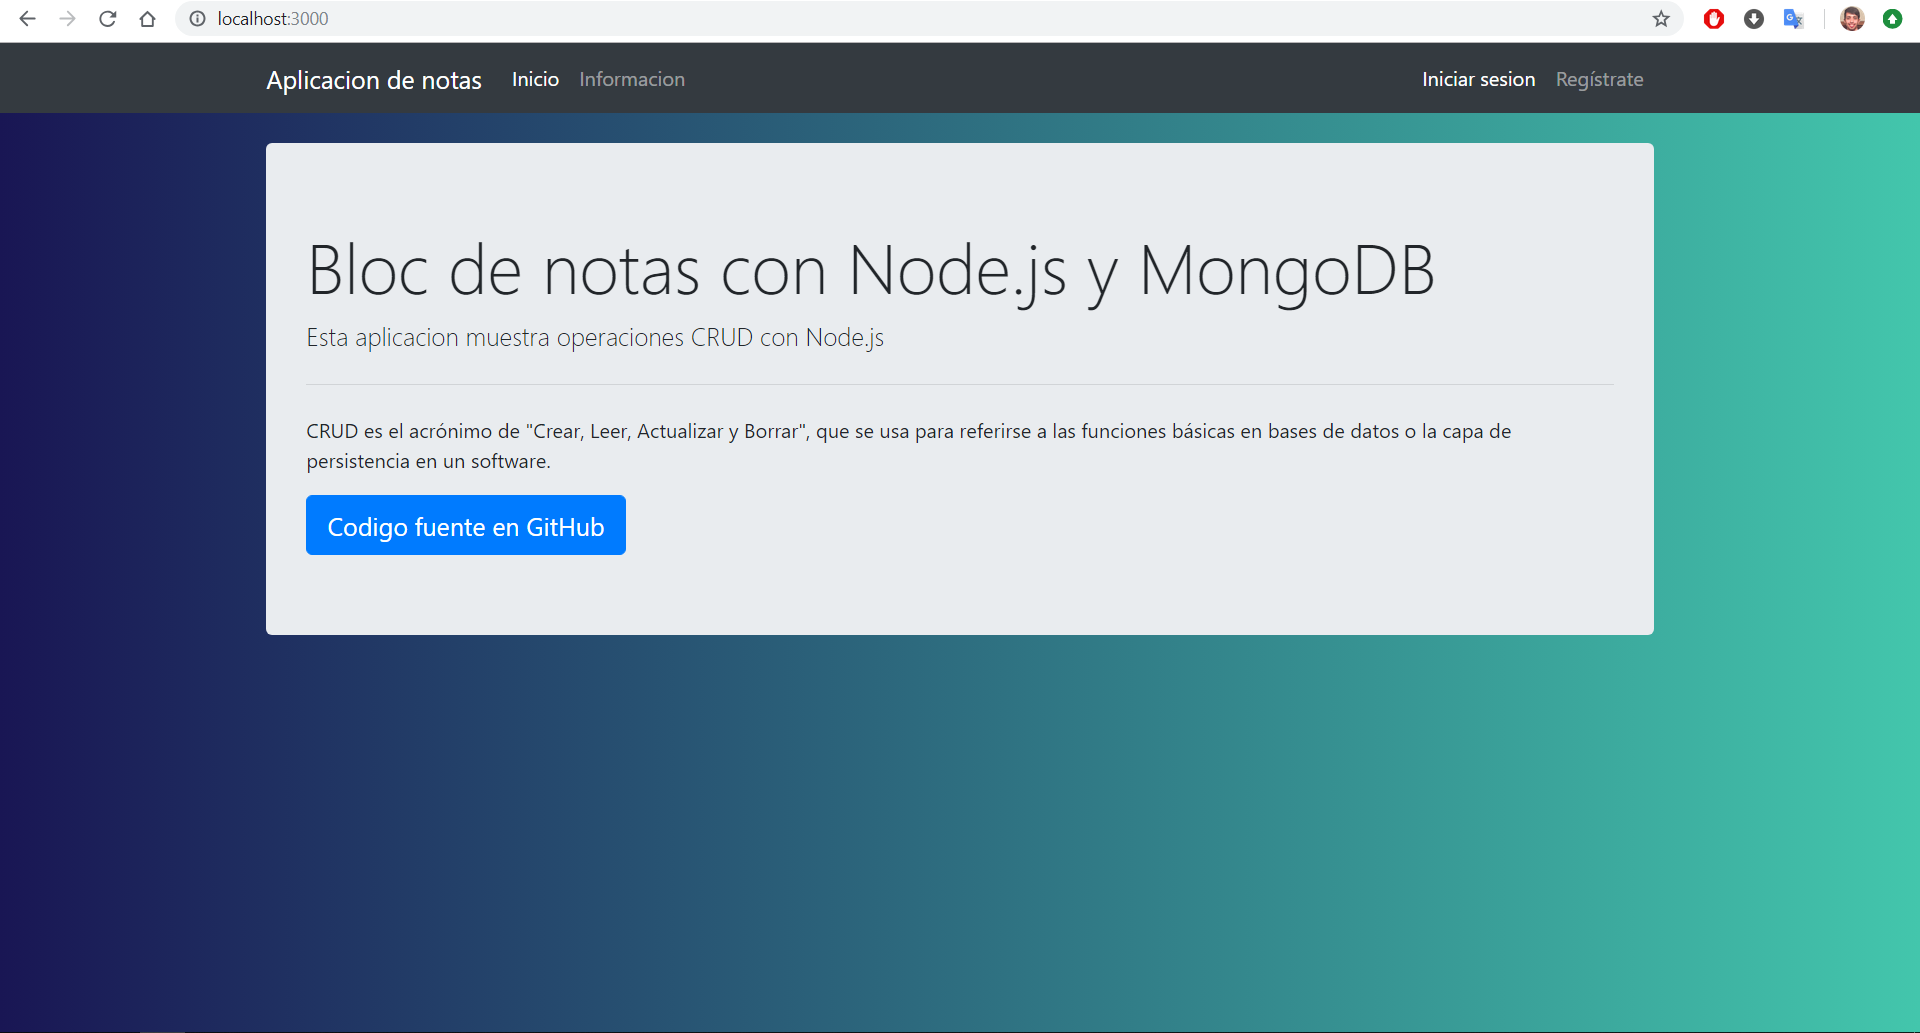 localhost:3000
Aplicacion de notas Inicio Informacion Iniciar sesion Regístrate
Bloc de notas con Node.js y MongoDB
Esta aplicacion muestra operaciones CRUD con Node.js
CRUD es el acrónimo de "Crear, Leer, Actualizar y Borrar", que se usa para referirse a las funciones básicas en bases de datos o la capa de
persistencia en un software.
Codigo fuente en GitHub